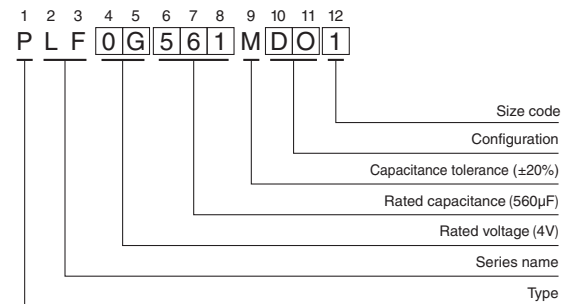 1 2 3 4 5 6 7 8 9 10 11 12
P L F 0 G 5 6 1 M D O 1
Size code
Configuration
Capacitance tolerance (±20%)
Rated capacitance (560µF)
Rated voltage (4V)
Series name
Type